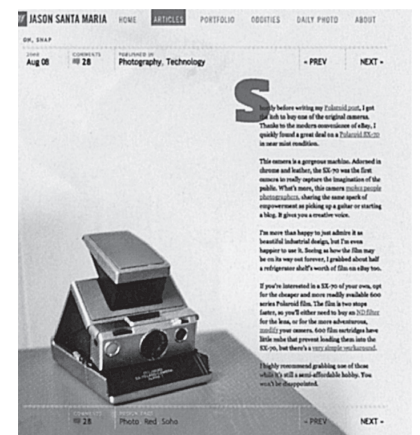 JASON SANTA MARIA
HOME ARTICLES PORTFOLIO ODDITIES DAILY PHOTO ABOUT
OH, SNAP
Aug 08
COMMENTS
28
PUBLISHED IN
Photography, Technology
« PREV NEXT »
Shortly before writing my Polaroid post, I got
the itch to buy one of the original cameras.
Thanks to the modern convenience of eBay, I
quickly found a great deal on a Polaroid SX-70
in near mint condition.
This camera is a gorgeous machine. Adorned in
chrome and leather, the SX-70 was the first
camera to really capture the imagination of the
public. What's more, this camera makes people
photographers, sharing the same spark of
empowerment as picking up a guitar or starting
a blog. It gives you a creative voice.
I'm more than happy to just admire it as
beautiful industrial design, but I'm even
happier to use it. Seeing as how the film may
be on its way out forever, I grabbed about half
a refrigerator shelf's worth of film on eBay too.
If you're interested in a SX-70 of your own, opt
for the cheaper and more readily available 600
series Polaroid film. The film is two stops
faster, so you'll either need to buy an ND filter
for the lens, or for the more adventurous,
modify your camera. 600 film cartridges have
little nubs that prevent loading them into the
SX-70, but there's a very simple workaround.
I highly recommend grabbing one of these
while it's still a semi-affordable hobby. You
won't be disappointed.
COMMENTS
28
Photo Red Soho
« PREV NEXT »